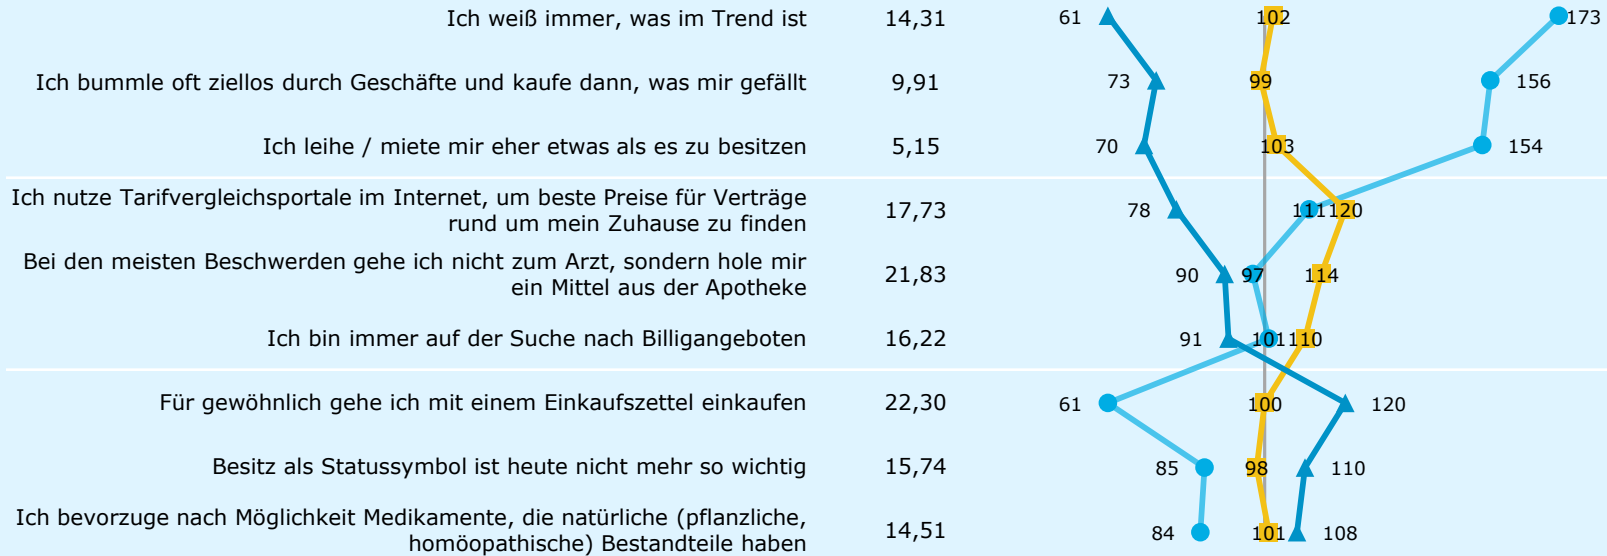 Ich weiß immer, was im Trend ist 14,31 61 102 173
Ich bummle oft ziellos durch Geschäfte und kaufe dann, was mir gefällt 9,91 73 99 156
Ich leihe / miete mir eher etwas als es zu besitzen 5,15 70 103 154
Ich nutze Tarifvergleichsportale im Internet, um beste Preise für Verträge
rund um mein Zuhause zu finden 17,73 78 111 120
Bei den meisten Beschwerden gehe ich nicht zum Arzt, sondern hole mir
ein Mittel aus der Apotheke 21,83 90 97 114
Ich bin immer auf der Suche nach Billigangeboten 16,22 91 101 110
Für gewöhnlich gehe ich mit einem Einkaufszettel einkaufen 22,30 61 100 120
Besitz als Statussymbol ist heute nicht mehr so wichtig 15,74 85 98 110
Ich bevorzuge nach Möglichkeit Medikamente, die natürliche (pflanzliche,
homöopathische) Bestandteile haben 14,51 84 101 108